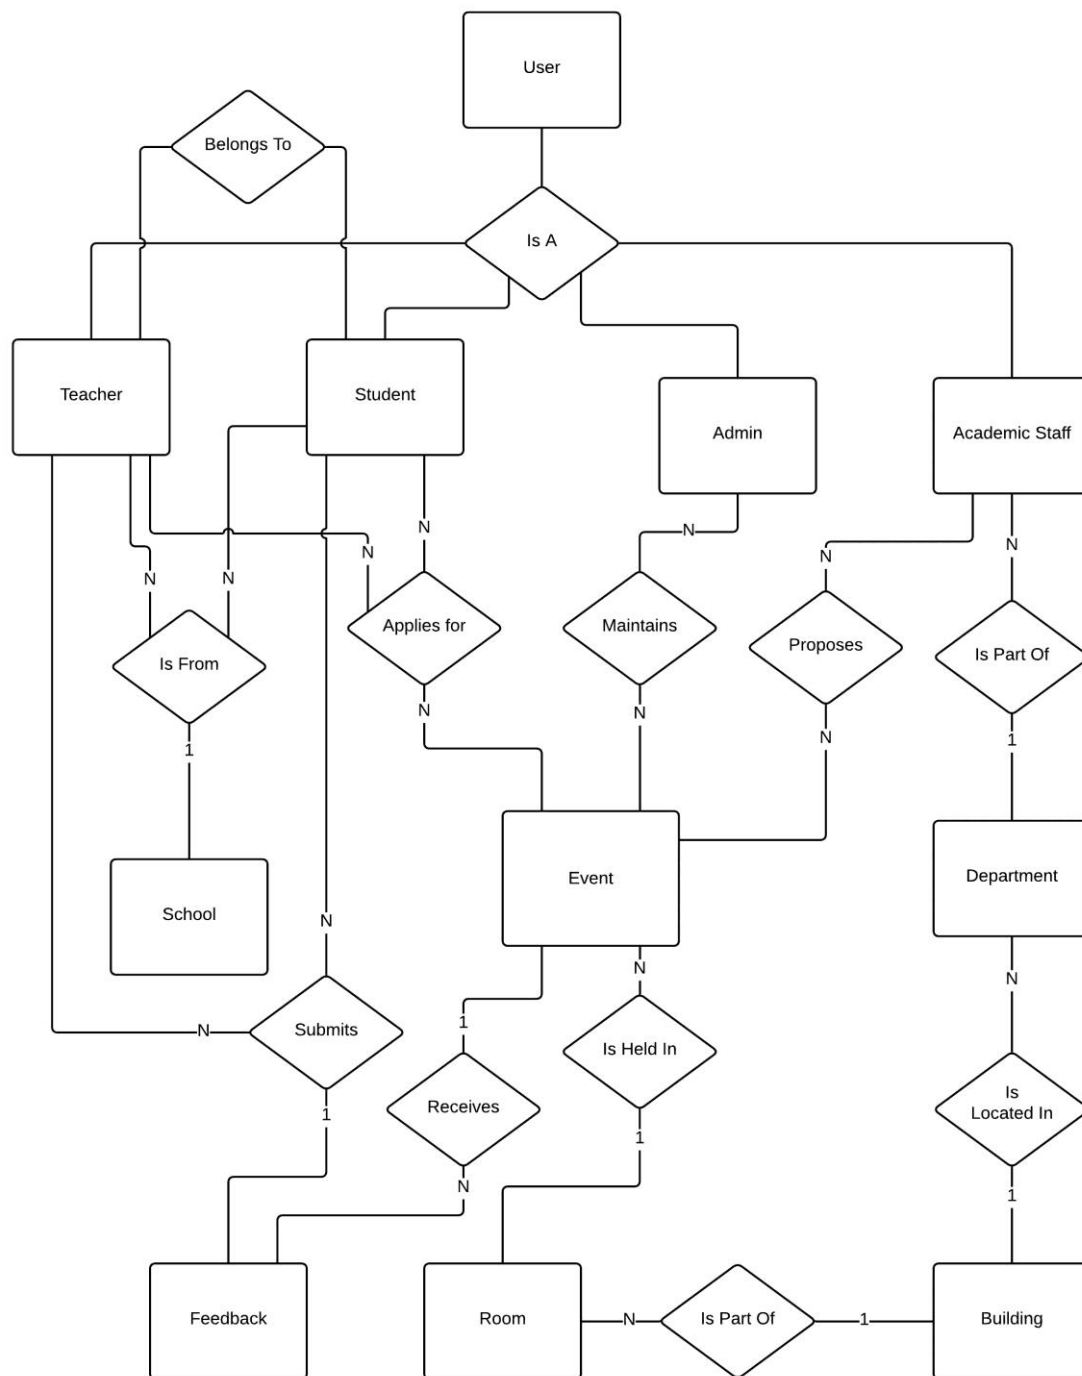 User
Belongs To
Is A
Teacher
Student
Admin
Academic Staff
N
N
N
N
N
N
N
Applies for
Maintains
Proposes
Is Part Of
Is From
N
N
N
1
1
Event
Department
School
N
N
N
N
Submits
1
Is Held In
Is
Located In
Receives
1
1
N
1
Feedback
Room
N
Is Part Of
1
Building